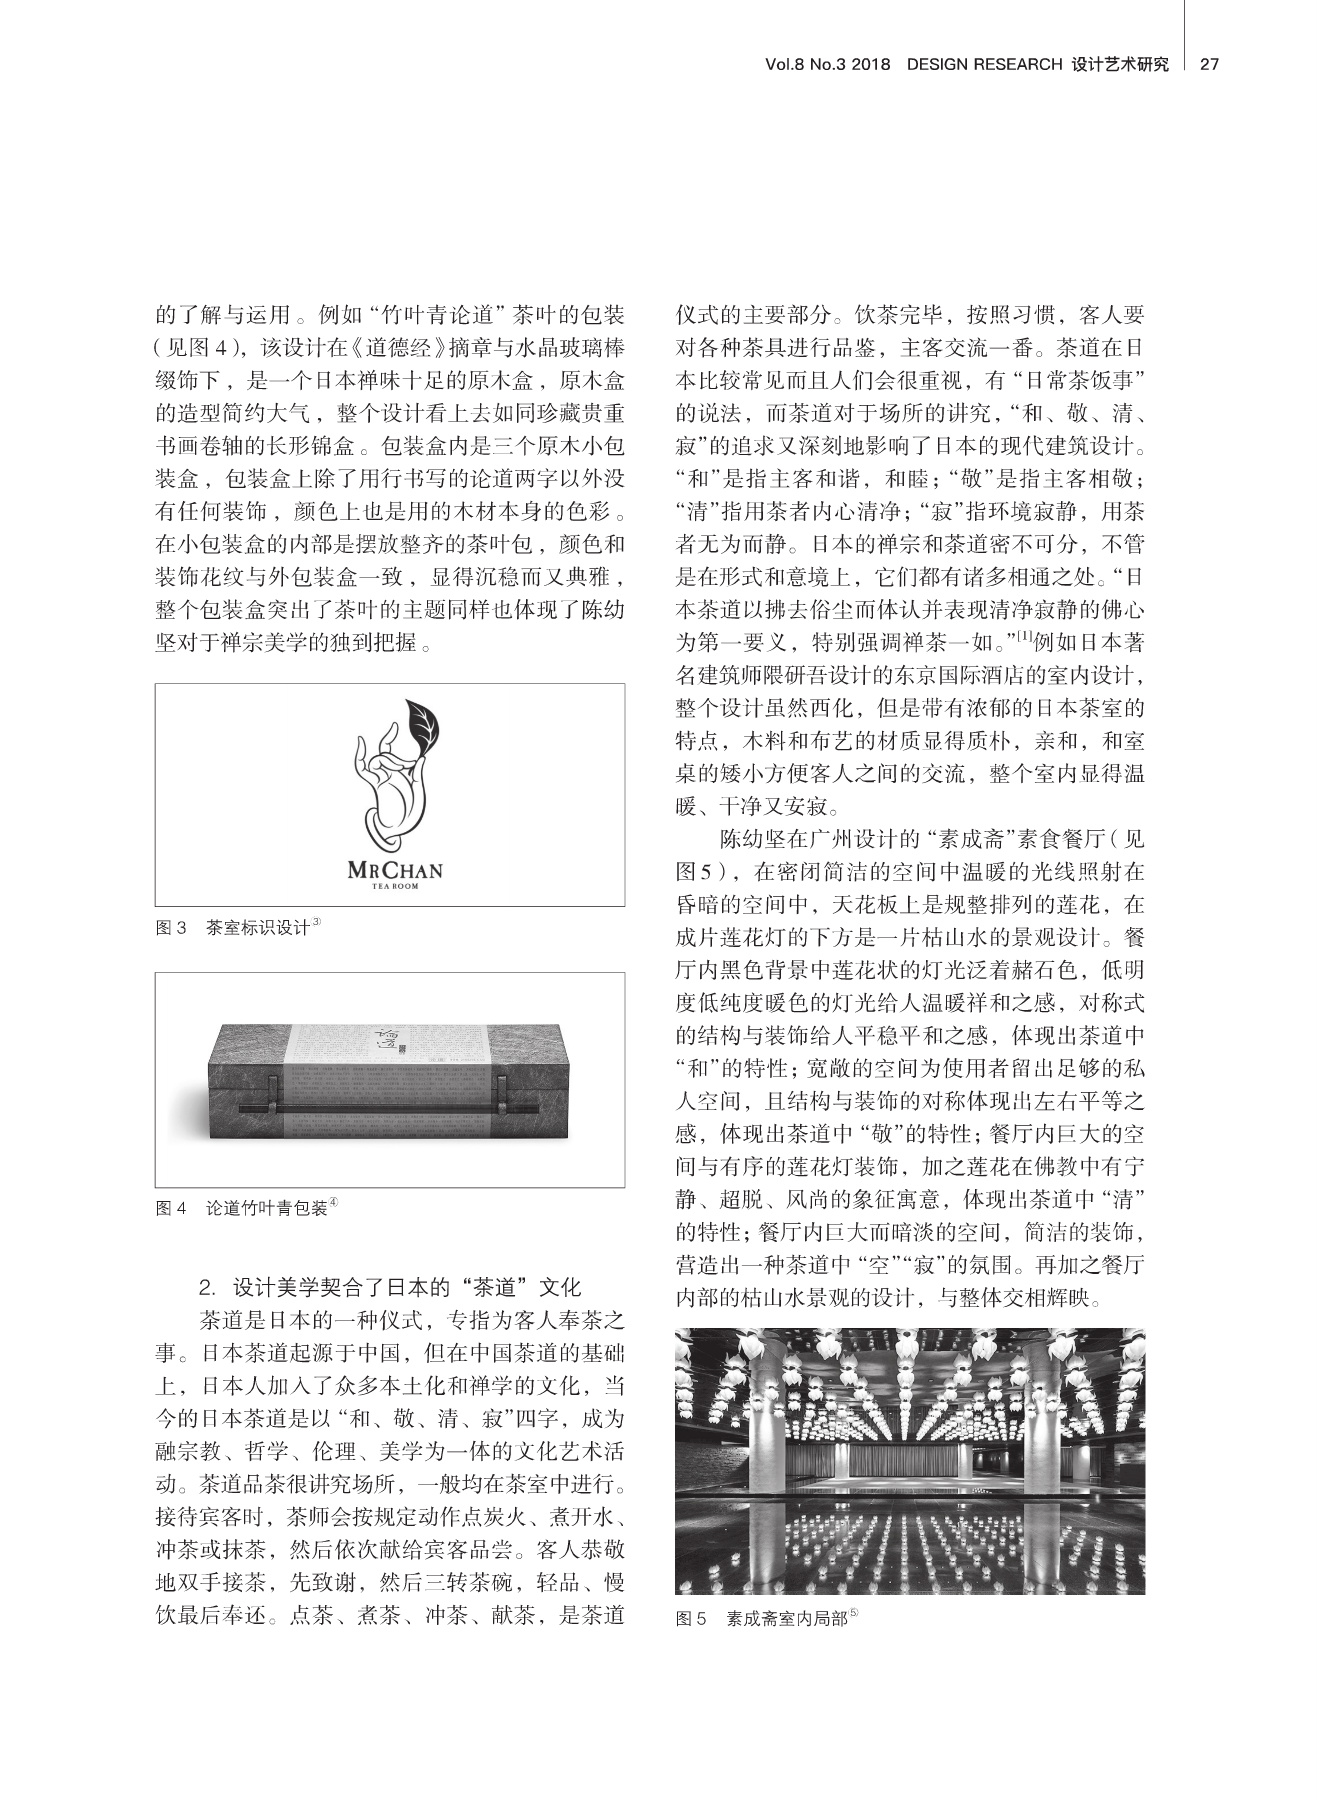 Vol.8 No.3 2018 DESIGN RESEARCH 设计艺术研究 27
的了解与运用。例如“竹叶青论道”茶叶的包装
（见图 4），该设计在《道德经》摘章与水晶玻璃棒
缀饰下，是一个日本禅味十足的原木盒，原木盒
的造型简约大气，整个设计看上去如同珍藏贵重
书画卷轴的长形锦盒。包装盒内是三个原木小包
装盒，包装盒上除了用行书写的论道两字以外没
有任何装饰，颜色上也是用的木材本身的色彩。
在小包装盒的内部是摆放整齐的茶叶包，颜色和
装饰花纹与外包装盒一致，显得沉稳而又典雅，
整个包装盒突出了茶叶的主题同样也体现了陈幼
坚对于禅宗美学的独到把握。
MRCHAN
TEA ROOM
图 3 茶室标识设计③
论道
图 4 论道竹叶青包装④
2. 设计美学契合了日本的“茶道”文化
茶道是日本的一种仪式，专指为客人奉茶之
事。日本茶道起源于中国，但在中国茶道的基础
上，日本人加入了众多本土化和禅学的文化，当
今的日本茶道是以“和、敬、清、寂”四字，成为
融宗教、哲学、伦理、美学为一体的文化艺术活
动。茶道品茶很讲究场所，一般均在茶室中进行。
接待宾客时，茶师会按规定动作点炭火、煮开水、
冲茶或抹茶，然后依次献给宾客品尝。客人恭敬
地双手接茶，先致谢，然后三转茶碗，轻品、慢
饮最后奉还。点茶、煮茶、冲茶、献茶，是茶道
仪式的主要部分。饮茶完毕，按照习惯，客人要
对各种茶具进行品鉴，主客交流一番。茶道在日
本比较常见而且人们会很重视，有“日常茶饭事”
的说法，而茶道对于场所的讲究，“和、敬、清、
寂”的追求又深刻地影响了日本的现代建筑设计。
“和”是指主客和谐，和睦；“敬”是指主客相敬；
“清”指用茶者内心清净；“寂”指环境寂静，用茶
者无为而静。日本的禅宗和茶道密不可分，不管
是在形式和意境上，它们都有诸多相通之处。“日
本茶道以拂去俗尘而体认并表现清净寂静的佛心
为第一要义，特别强调禅茶一如。”[1]例如日本著
名建筑师隈研吾设计的东京国际酒店的室内设计，
整个设计虽然西化，但是带有浓郁的日本茶室的
特点，木料和布艺的材质显得质朴，亲和，和室
桌的矮小方便客人之间的交流，整个室内显得温
暖、干净又安寂。
陈幼坚在广州设计的“素成斋”素食餐厅（见
图5），在密闭简洁的空间中温暖的光线照射在
昏暗的空间中，天花板上是规整排列的莲花，在
成片莲花灯的下方是一片枯山水的景观设计。餐
厅内黑色背景中莲花状的灯光泛着赭石色，低明
度低纯度暖色的灯光给人温暖祥和之感，对称式
的结构与装饰给人平稳平和之感，体现出茶道中
“和”的特性；宽敞的空间为使用者留出足够的私
人空间，且结构与装饰的对称体现出左右平等之
感，体现出茶道中“敬”的特性；餐厅内巨大的空
间与有序的莲花灯装饰，加之莲花在佛教中有宁
静、超脱、风尚的象征寓意，体现出茶道中“清”
的特性；餐厅内巨大而暗淡的空间，简洁的装饰，
营造出一种茶道中“空”“寂”的氛围。再加之餐厅
内部的枯山水景观的设计，与整体交相辉映。
图 5 素成斋室内局部⑤